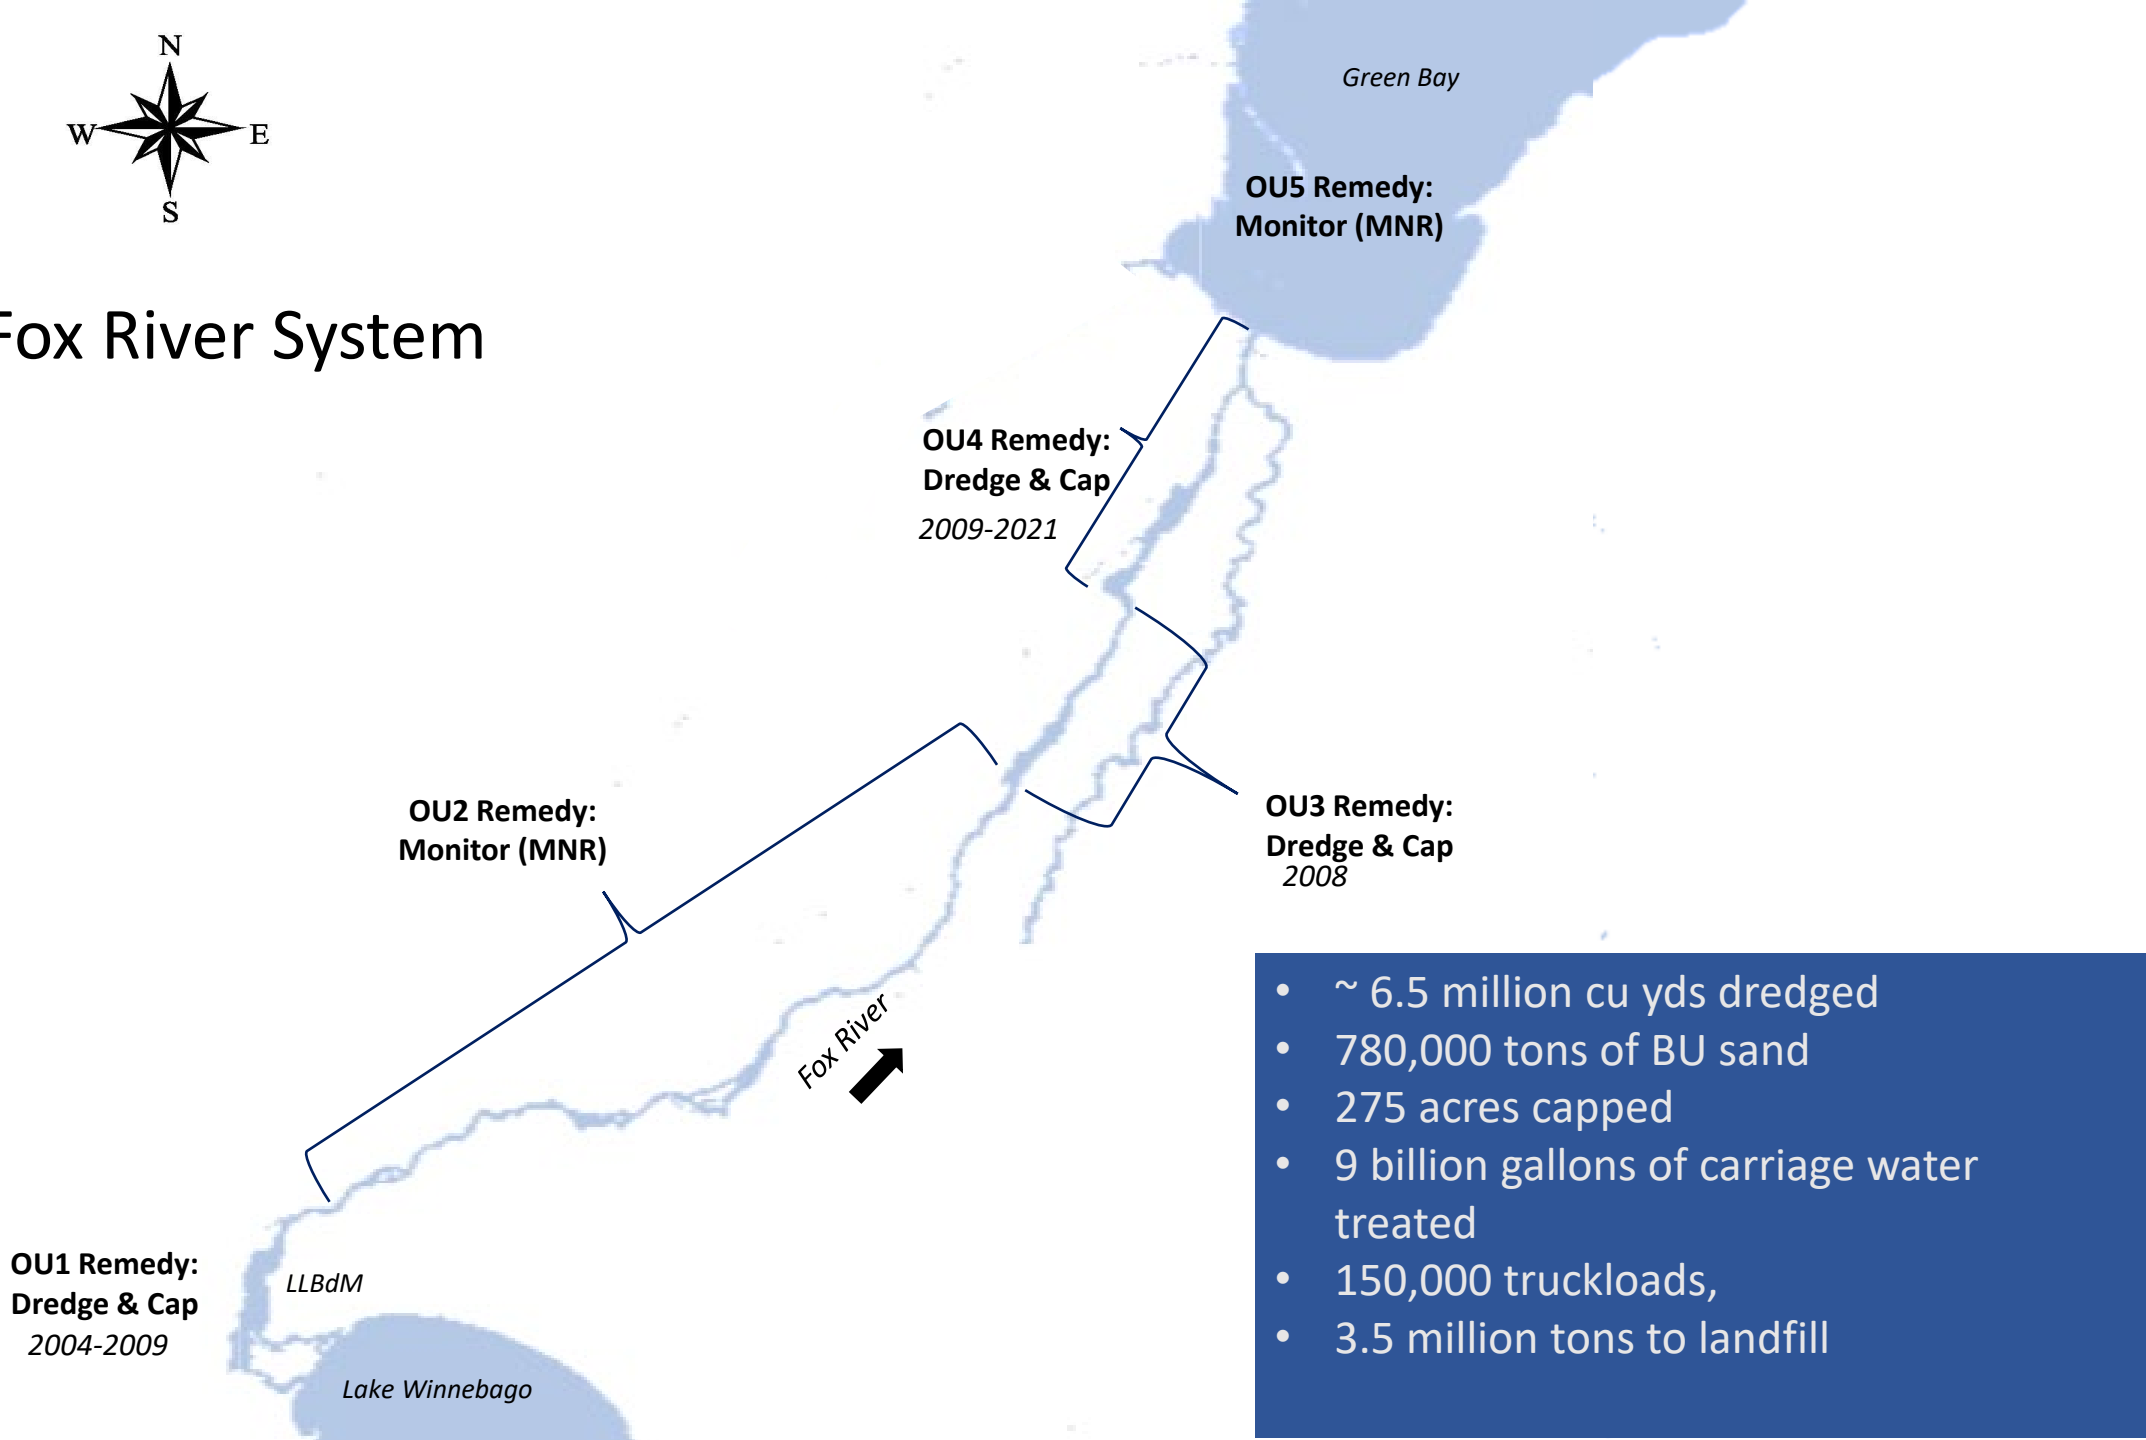 N
W E
S
Fox River System
Green Bay
OU5 Remedy:
Monitor (MNR)
OU4 Remedy:
Dredge & Cap
2009-2021
OU2 Remedy:
Monitor (MNR)
OU3 Remedy:
Dredge & Cap
2008
Fox River
OU1 Remedy:
Dredge & Cap
2004-2009
LLBdM
Lake Winnebago
• ~ 6.5 million cu yds dredged
• 780,000 tons of BU sand
• 275 acres capped
• 9 billion gallons of carriage water
treated
• 150,000 truckloads,
• 3.5 million tons to landfill